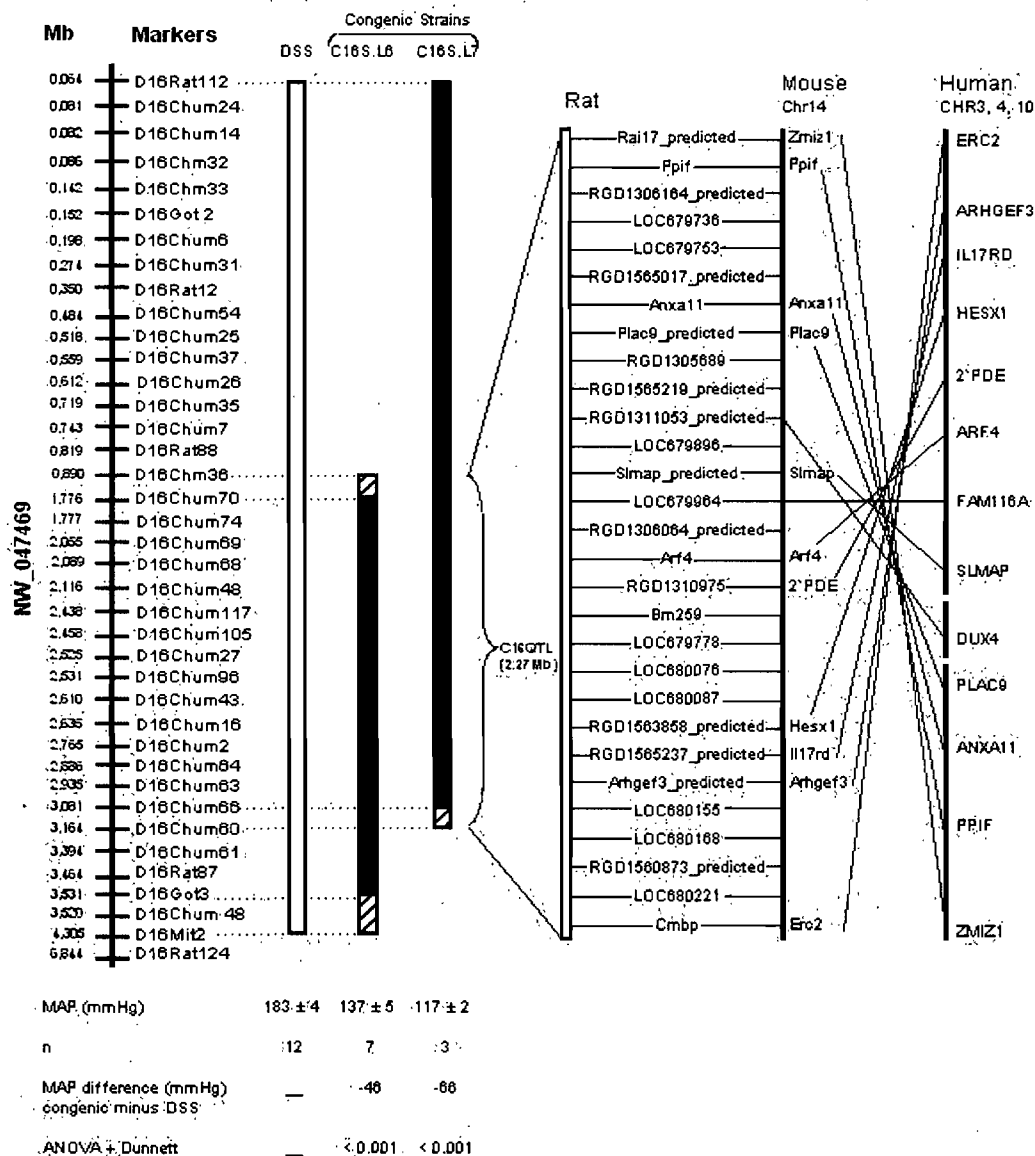 Mb
Markers
Congenic Strains
DSS
C16S.L6
C16S.L7
0.064 D16Rat112
0.081 D16Chum24
0.082 D16Chum14
0.086 D16Chm32
0.142 D16Chm33
0.152 D16Got2
0.196 D16Chum6
0.274 D16Chum31
0.350 D16Rat12
0.484 D16Chum54
0.518 D16Chum25
0.559 D16Chum37
0.612 D16Chum26
0.719 D16Chum35
0.743 D16Chum7
0.819 D16Rat88
0.890 D16Chm36
1.776 D16Chum70
1.777 D16Chum74
2.055 D16Chum69
2.089 D16Chum68
2.116 D16Chum48
2.438 D16Chum117
2.458 D16Chum105
2.525 D16Chum27
2.531 D16Chum96
2.610 D16Chum43
2.635 D16Chum16
2.765 D16Chum2
D16Chum64
2.935 D16Chum63
3.081 D16Chum66
3.164 D16Chum60
3.394 D16Chum61
3.464 D16Rat87
3.531 D16Got3
D16Chum 48
4.305 D16Mit2
6.844 D16Rat124
NW_047469
C16QTL
(2.27 Mb)
Rat
Rai17_predicted
Ppif
RGD1306164_predicted
LOC679736
LOC679753
RGD1565017_predicted
Anxa11
Plac9_predicted
RGD1305689
RGD1565219_predicted
RGD1311053_predicted
LOC679896
Slmap_predicted
LOC679964
RGD1306064_predicted
Arf4
RGD1310975
Bm259
LOC679778
LOC680076
LOC680087
RGD1563858_predicted
RGD1565237_predicted
Arhgef3_predicted
LOC680155
LOC680168
RGD1560873_predicted
LOC680221
Cmbp
Mouse
Chr14
Zmiz1
Ppif
Anxa11
Plac9
Slmap
Arf4
2'PDE
Hesx1
Il17rd
Arhgef3
Erc2
Human
CHR3, 4, 10
ERC2
ARHGEF3
IL17RD
HESX1
2'PDE
ARF4
FAM116A
SLMAP
DUX4
PLAC9
ANXA11
PPIF
ZMIZ1
MAP (mmHg) 183 ± 4 137 ± 5 117 ± 2
n 12 7 3
MAP difference (mmHg) — -46 -66
congenic minus DSS
ANOVA + Dunnett — < 0.001 < 0.001